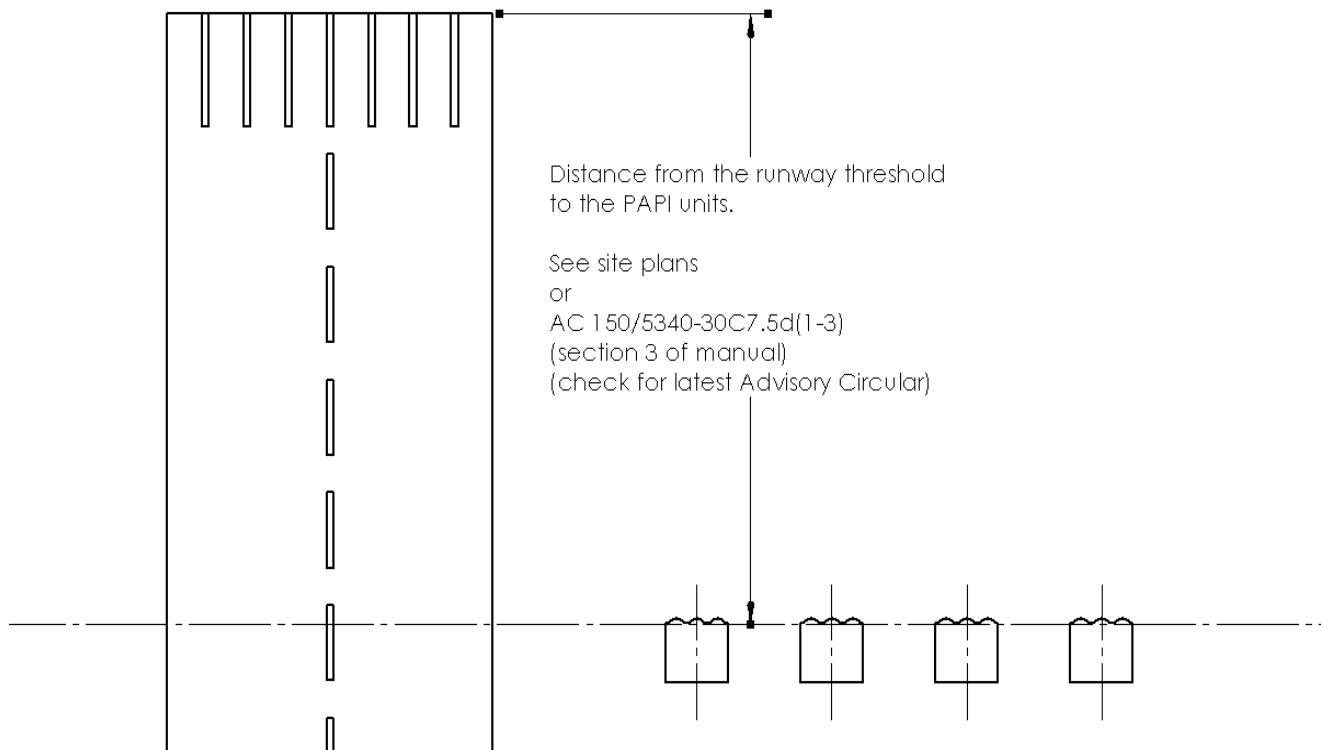 Distance from the runway threshold
to the PAPI units.
See site plans
or
AC 150/5340-30C7.5d(1-3)
(section 3 of manual)
(check for latest Advisory Circular)